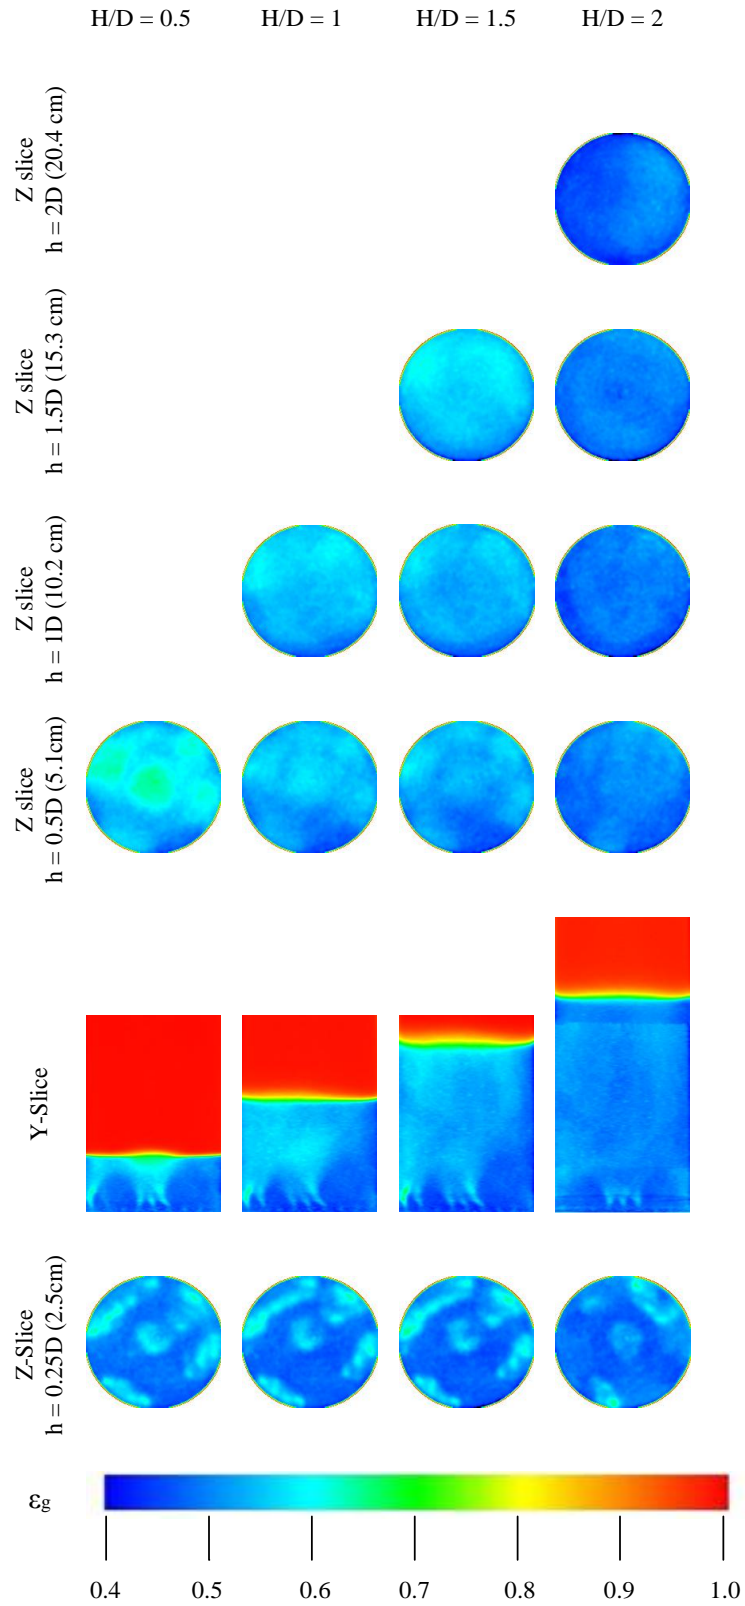 H/D = 0.5 H/D = 1 H/D = 1.5 H/D = 2
Z slice
h = 2D (20.4 cm)
Z slice
h = 1.5D (15.3 cm)
Z slice
h = 1D (10.2 cm)
Z slice
h = 0.5D (5.1cm)
Y-Slice
Z-Slice
h = 0.25D (2.5cm)
εg
0.4 0.5 0.6 0.7 0.8 0.9 1.0